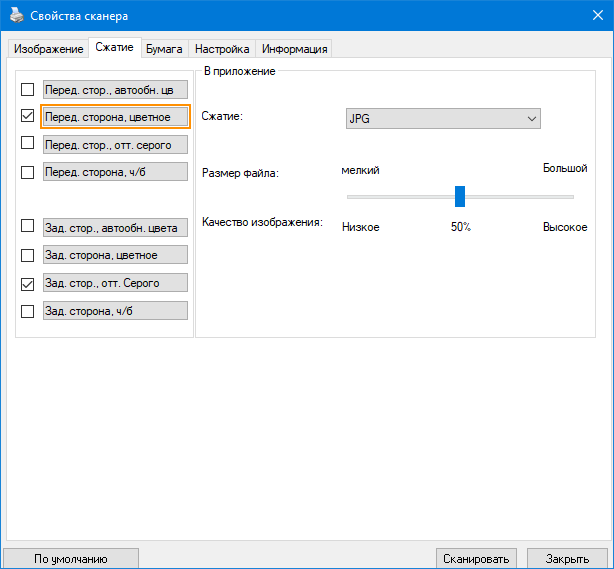 Свойства сканера
Изображение Сжатие Бумага Настройка Информация
Перед. стор., автообн. цв
Перед. сторона, цветное
Перед. стор., отт. серого
Перед. сторона, ч/б
Зад. стор., автообн. цвета
Зад. сторона, цветное
Зад. стор., отт. Серого
Зад. сторона, ч/б
В приложение
Сжатие: JPG
Размер файла: мелкий Большой
Качество изображения: Низкое 50% Высокое
По умолчанию Сканировать Закрыть